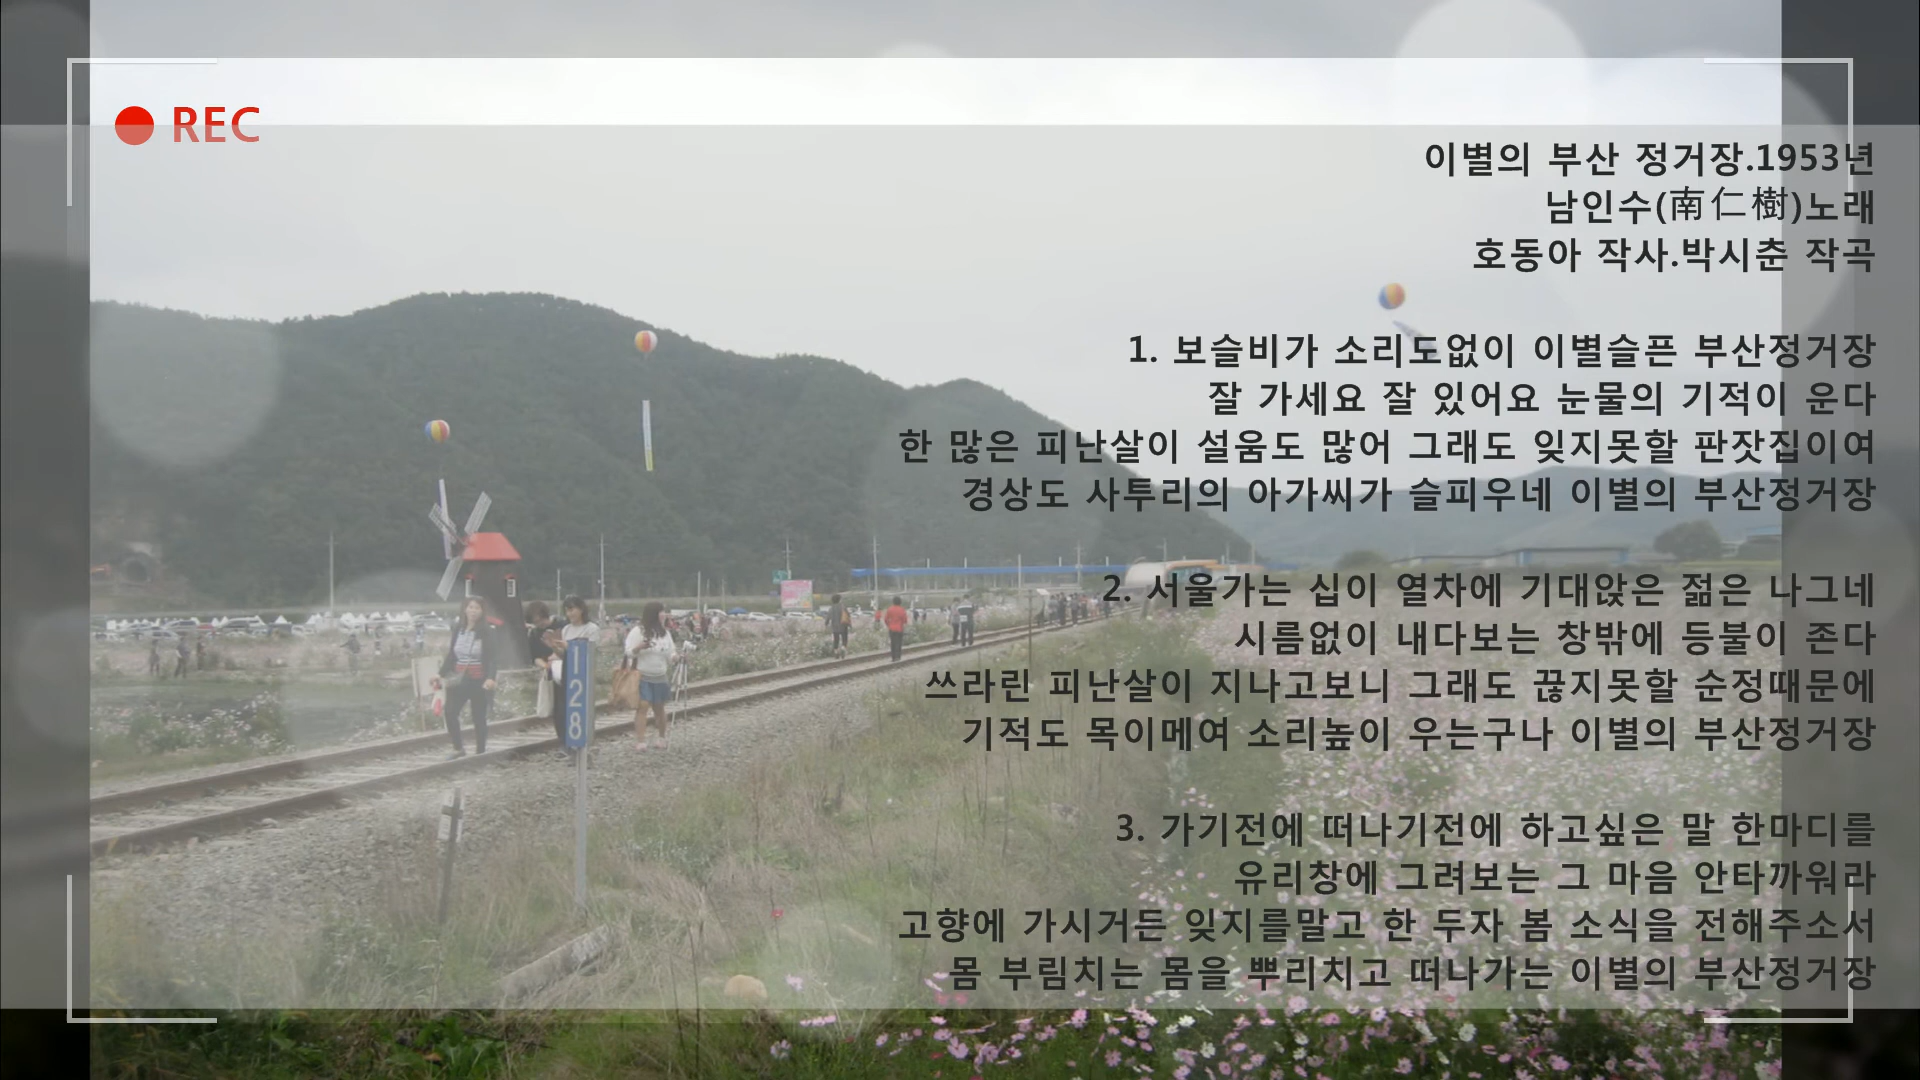 REC
이별의 부산 정거장.1953년
남인수(南仁樹)노래
호동아 작사.박시춘 작곡
1. 보슬비가 소리도없이 이별슬픈 부산정거장
잘 가세요 잘 있어요 눈물의 기적이 운다
한 많은 피난살이 설움도 많어 그래도 잊지못할 판잣집이여
경상도 사투리의 아가씨가 슬피우네 이별의 부산정거장
2. 서울가는 십이 열차에 기대앉은 젊은 나그네
시름없이 내다보는 창밖에 등불이 존다
쓰라린 피난살이 지나고보니 그래도 끊지못할 순정때문에
기적도 목이메여 소리높이 우는구나 이별의 부산정거장
3. 가기전에 떠나기전에 하고싶은 말 한마디를
유리창에 그려보는 그 마음 안타까워라
고향에 가시거든 잊지를말고 한 두자 봄 소식을 전해주소서
몸 부림치는 몸을 뿌리치고 떠나가는 이별의 부산정거장
128